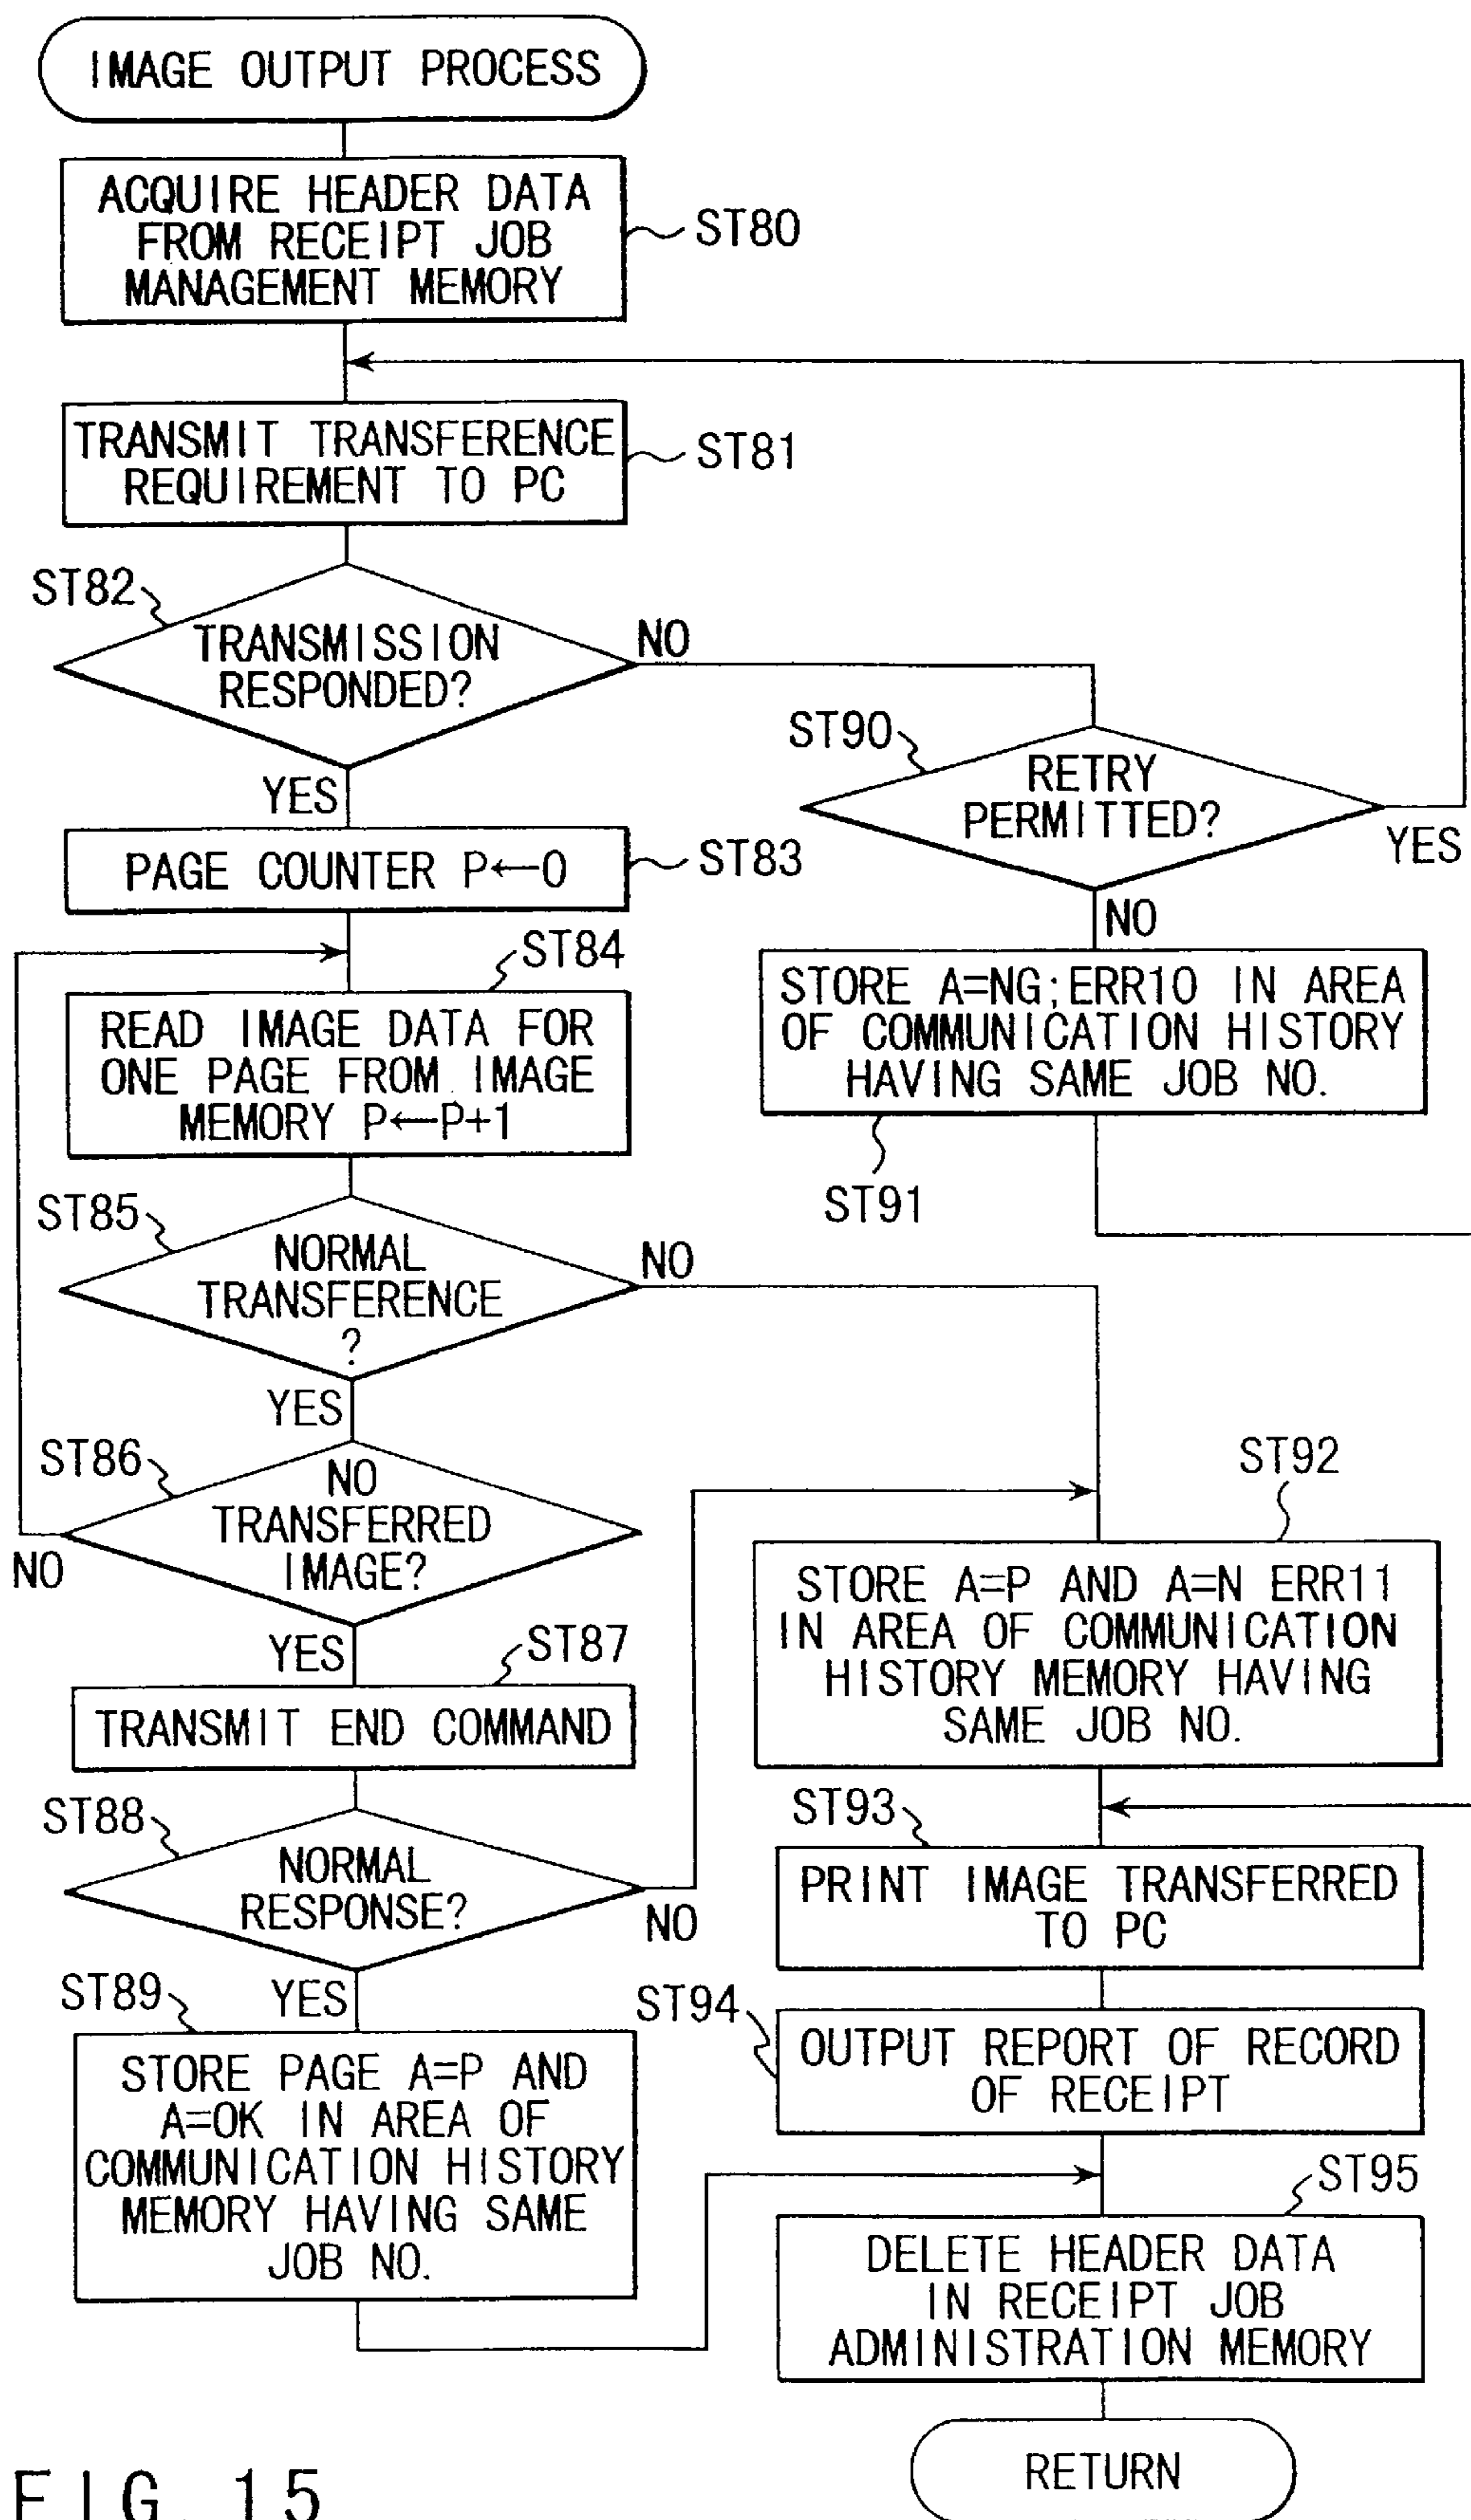 IMAGE OUTPUT PROCESS
ACQUIRE HEADER DATA
FROM RECEIPT JOB
MANAGEMENT MEMORY
ST80
TRANSMIT TRANSFERENCE
REQUIREMENT TO PC
ST81
ST82
TRANSMISSION
RESPONDED?
NO
YES
ST90
RETRY
PERMITTED?
YES
NO
PAGE COUNTER P←0
ST83
ST84
READ IMAGE DATA FOR
ONE PAGE FROM IMAGE
MEMORY P←P+1
STORE A=NG;ERR10 IN AREA
OF COMMUNICATION HISTORY
HAVING SAME JOB NO.
ST91
ST85
NORMAL
TRANSFERENCE
?
NO
YES
ST86
NO
TRANSFERRED
IMAGE?
NO
YES
ST92
STORE A=P AND A=N ERR11
IN AREA OF COMMUNICATION
HISTORY MEMORY HAVING
SAME JOB NO.
ST87
TRANSMIT END COMMAND
ST88
NORMAL
RESPONSE?
NO
YES
ST93
PRINT IMAGE TRANSFERRED
TO PC
ST89
STORE PAGE A=P AND
A=OK IN AREA OF
COMMUNICATION HISTORY
MEMORY HAVING SAME
JOB NO.
ST94
OUTPUT REPORT OF RECORD
OF RECEIPT
ST95
DELETE HEADER DATA
IN RECEIPT JOB
ADMINISTRATION MEMORY
RETURN
FIG. 15